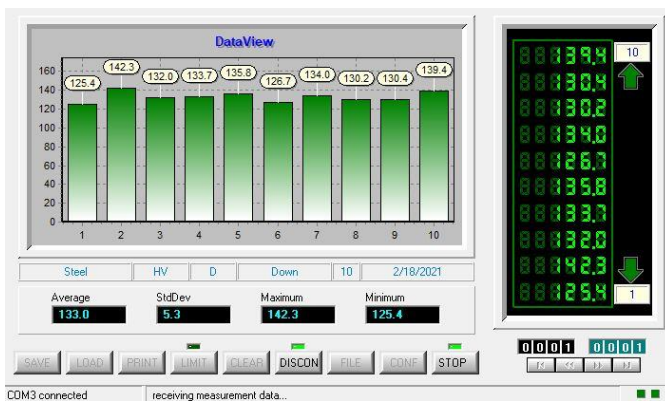 DataView
160
140
120
100
80
60
40
20
0
125.4 142.3 132.0 133.7 135.8 126.7 134.0 130.2 130.4 139.4
1 2 3 4 5 6 7 8 9 10
Steel HV D Down 10 2/18/2021
Average StdDev Maximum Minimum
133.0 5.3 142.3 125.4
SAVE LOAD PRINT LIMIT CLEAR DISCON FILE CONF STOP
COM3 connected receiving measurement data...
139.4 10
130.4
130.2
134.0
126.7
135.8
133.7
132.0
142.3
125.4 1
0001 0001